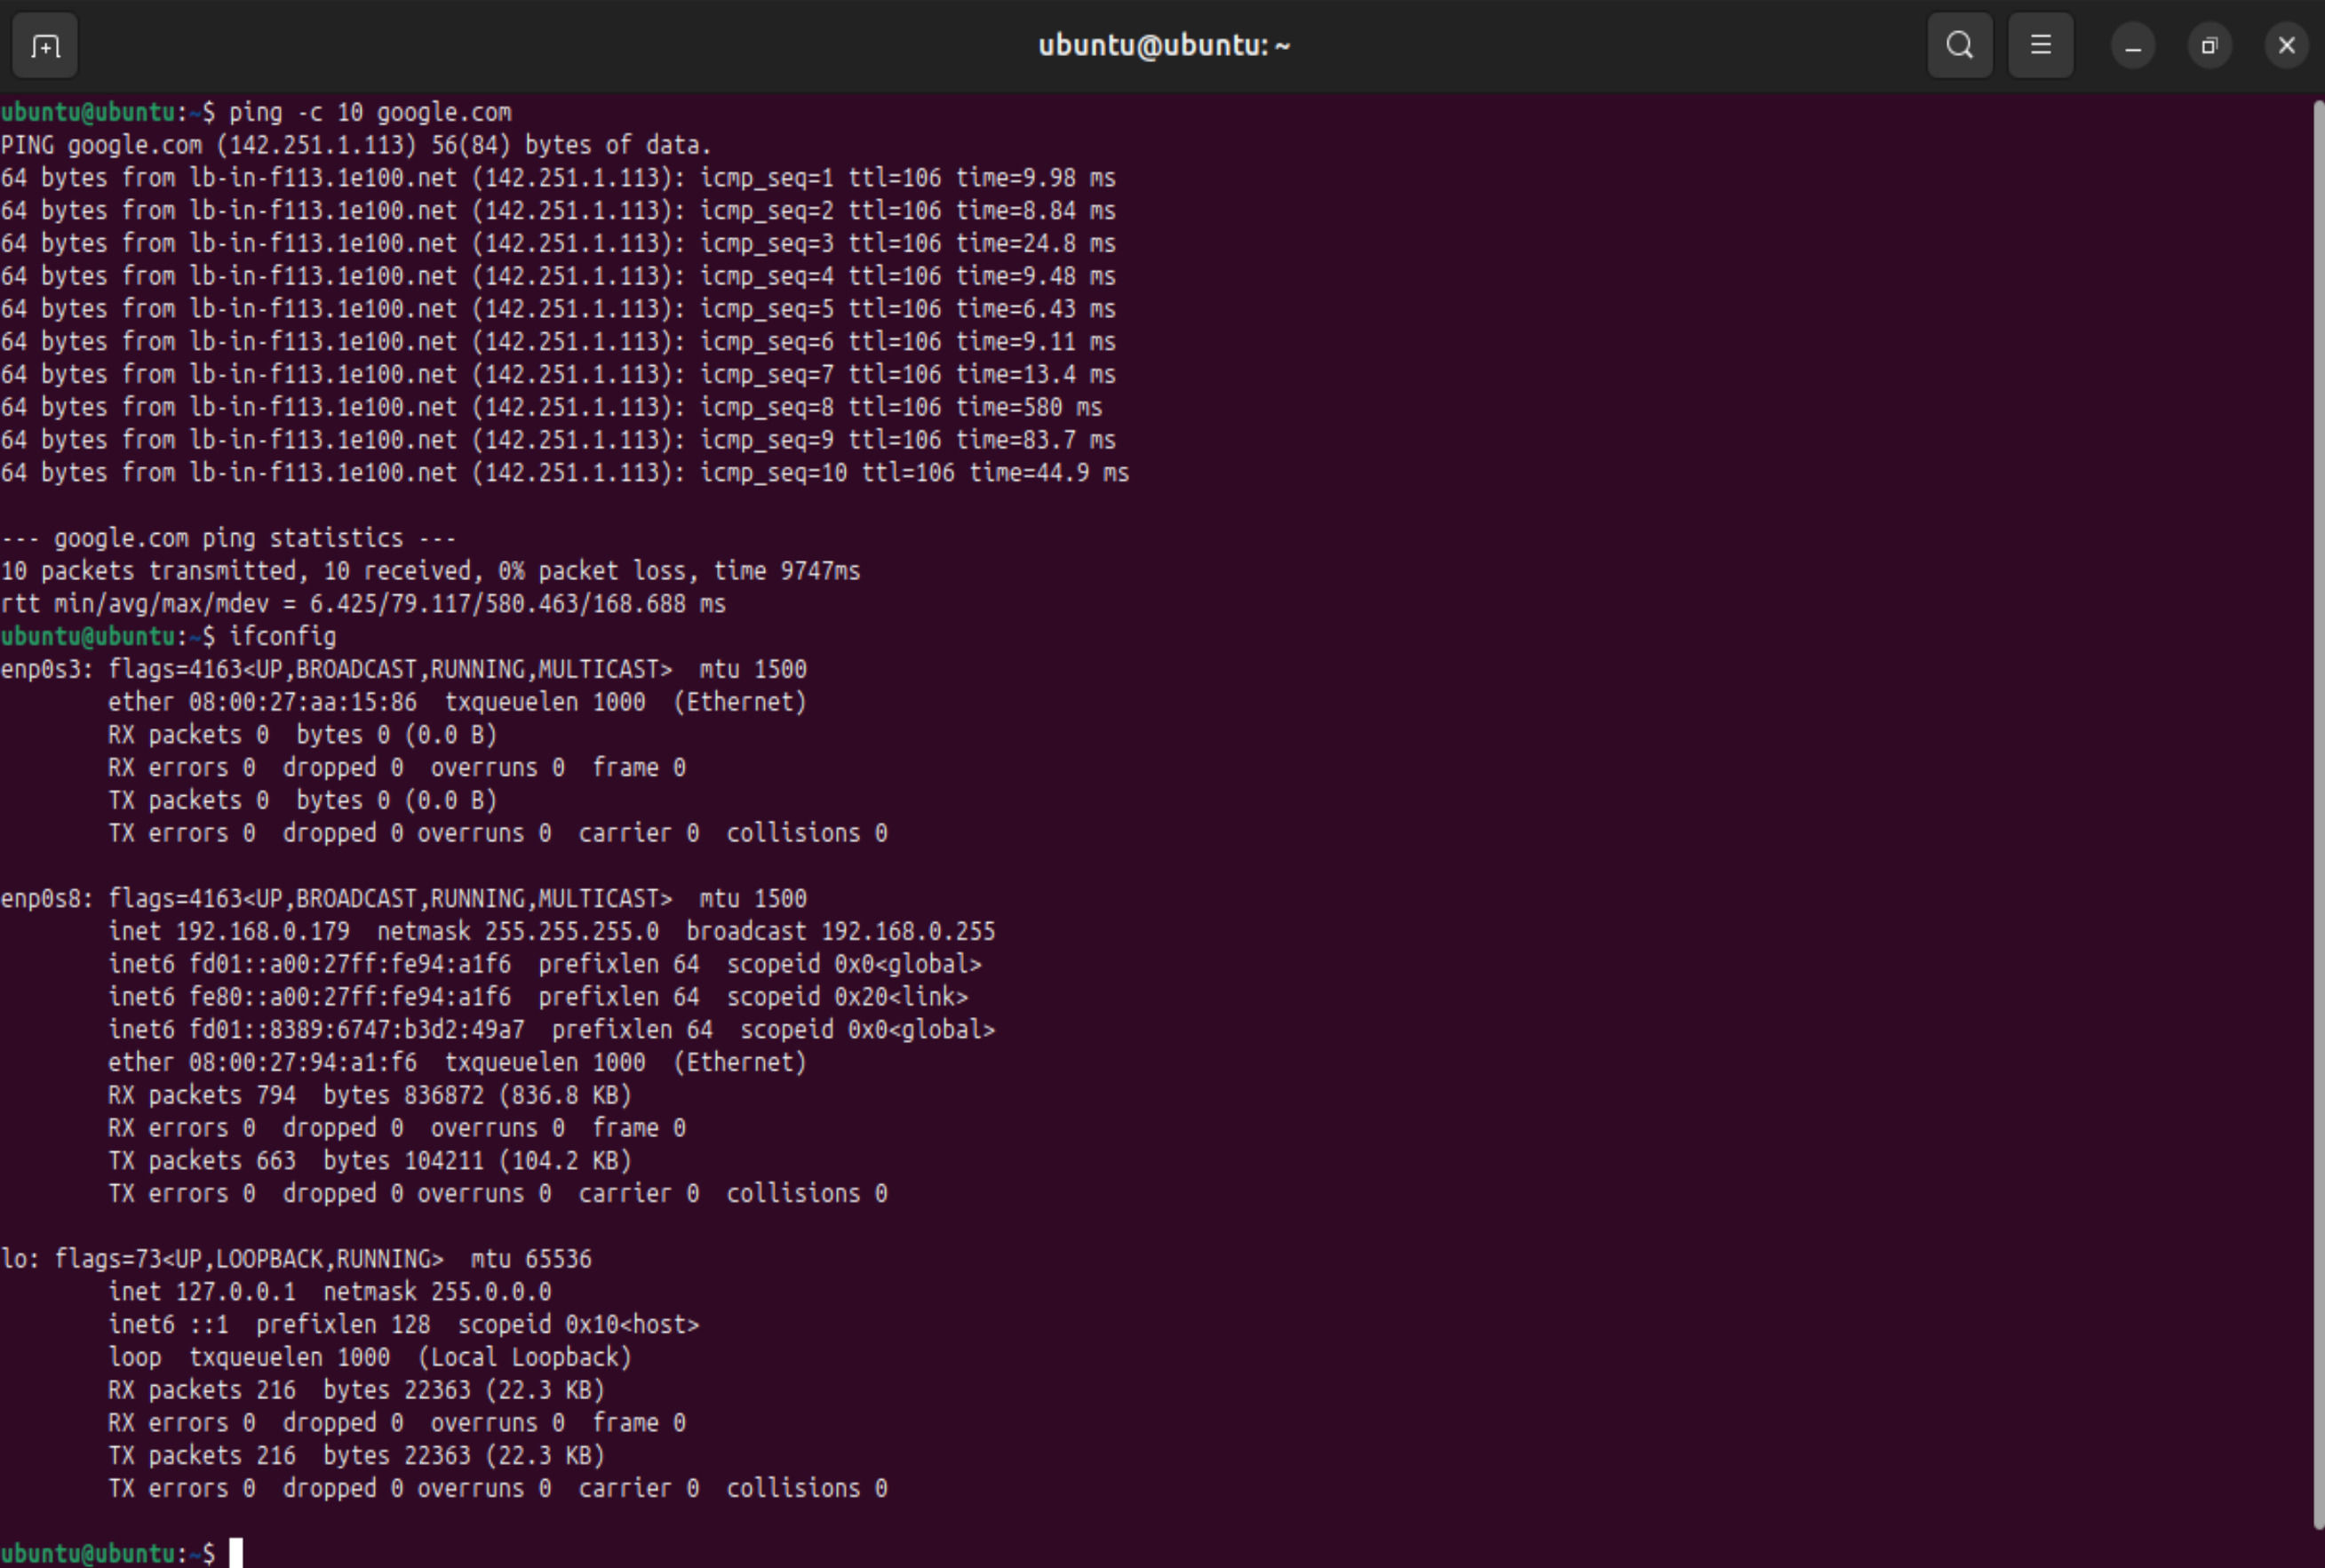 ubuntu@ubuntu: ~
ubuntu@ubuntu:~$ ping -c 10 google.com
PING google.com (142.251.1.113) 56(84) bytes of data.
64 bytes from lb-in-f113.1e100.net (142.251.1.113): icmp_seq=1 ttl=106 time=9.98 ms
64 bytes from lb-in-f113.1e100.net (142.251.1.113): icmp_seq=2 ttl=106 time=8.84 ms
64 bytes from lb-in-f113.1e100.net (142.251.1.113): icmp_seq=3 ttl=106 time=24.8 ms
64 bytes from lb-in-f113.1e100.net (142.251.1.113): icmp_seq=4 ttl=106 time=9.48 ms
64 bytes from lb-in-f113.1e100.net (142.251.1.113): icmp_seq=5 ttl=106 time=6.43 ms
64 bytes from lb-in-f113.1e100.net (142.251.1.113): icmp_seq=6 ttl=106 time=9.11 ms
64 bytes from lb-in-f113.1e100.net (142.251.1.113): icmp_seq=7 ttl=106 time=13.4 ms
64 bytes from lb-in-f113.1e100.net (142.251.1.113): icmp_seq=8 ttl=106 time=580 ms
64 bytes from lb-in-f113.1e100.net (142.251.1.113): icmp_seq=9 ttl=106 time=83.7 ms
64 bytes from lb-in-f113.1e100.net (142.251.1.113): icmp_seq=10 ttl=106 time=44.9 ms
--- google.com ping statistics ---
10 packets transmitted, 10 received, 0% packet loss, time 9747ms
rtt min/avg/max/mdev = 6.425/79.117/580.463/168.688 ms
ubuntu@ubuntu:~$ ifconfig
enp0s3: flags=4163<UP,BROADCAST,RUNNING,MULTICAST>  mtu 1500
        ether 08:00:27:aa:15:86  txqueuelen 1000  (Ethernet)
        RX packets 0  bytes 0 (0.0 B)
        RX errors 0  dropped 0  overruns 0  frame 0
        TX packets 0  bytes 0 (0.0 B)
        TX errors 0  dropped 0 overruns 0  carrier 0  collisions 0
enp0s8: flags=4163<UP,BROADCAST,RUNNING,MULTICAST>  mtu 1500
        inet 192.168.0.179  netmask 255.255.255.0  broadcast 192.168.0.255
        inet6 fd01::a00:27ff:fe94:a1f6  prefixlen 64  scopeid 0x0<global>
        inet6 fe80::a00:27ff:fe94:a1f6  prefixlen 64  scopeid 0x20<link>
        inet6 fd01::8389:6747:b3d2:49a7  prefixlen 64  scopeid 0x0<global>
        ether 08:00:27:94:a1:f6  txqueuelen 1000  (Ethernet)
        RX packets 794  bytes 836872 (836.8 KB)
        RX errors 0  dropped 0  overruns 0  frame 0
        TX packets 663  bytes 104211 (104.2 KB)
        TX errors 0  dropped 0 overruns 0  carrier 0  collisions 0
lo: flags=73<UP,LOOPBACK,RUNNING>  mtu 65536
        inet 127.0.0.1  netmask 255.0.0.0
        inet6 ::1  prefixlen 128  scopeid 0x10<host>
        loop  txqueuelen 1000  (Local Loopback)
        RX packets 216  bytes 22363 (22.3 KB)
        RX errors 0  dropped 0  overruns 0  frame 0
        TX packets 216  bytes 22363 (22.3 KB)
        TX errors 0  dropped 0 overruns 0  carrier 0  collisions 0
ubuntu@ubuntu:~$